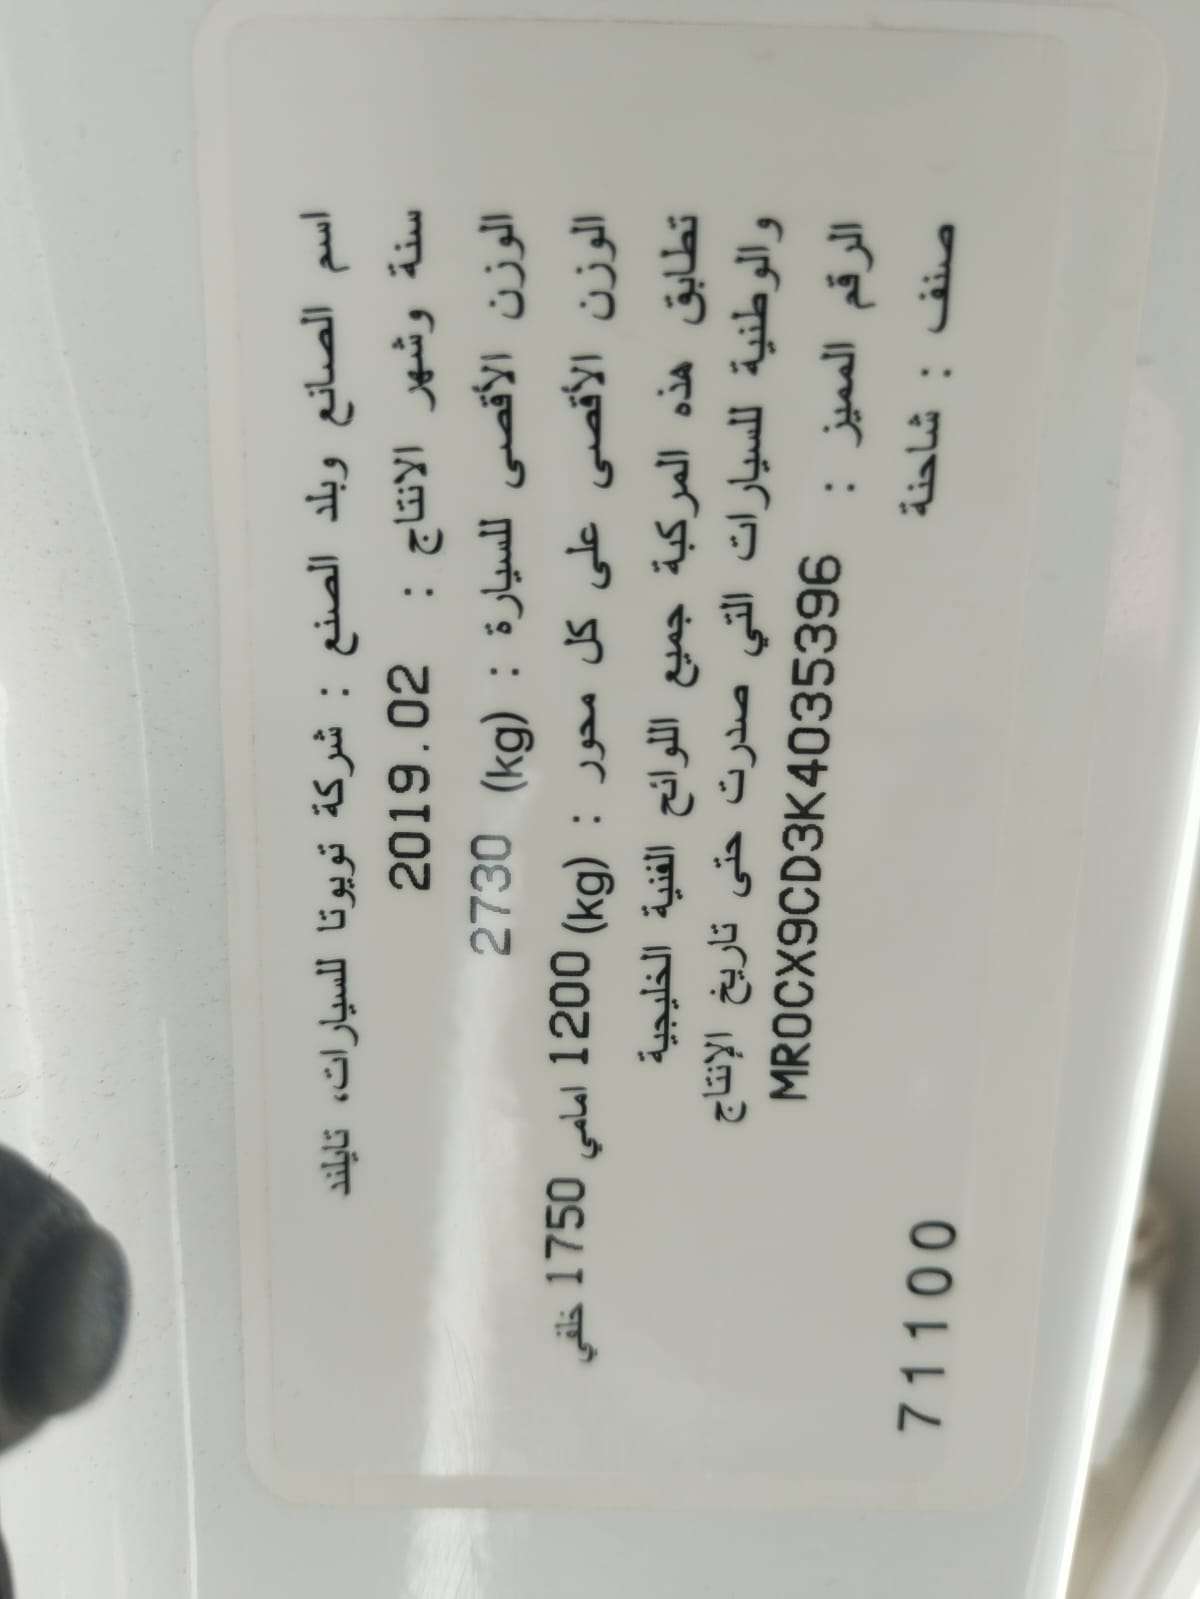 اسم الصانع وبلد الصنع : شركة تويوتا للسيارات، تايلند
سنة وشهر الانتاج : 2019.02
الوزن الأقصى للسيارة : (kg) 2730
الوزن الأقصى على كل محور : (kg) 1200 امامي 1750 خلفي
تطابق هذه المركبة جميع اللوائح الفنية الخليجية
والوطنية للسيارات التي صدرت حتى تاريخ الإنتاج
الرقم المميز : MR0CX9CD3K4035396
صنف : شاحنة
71100